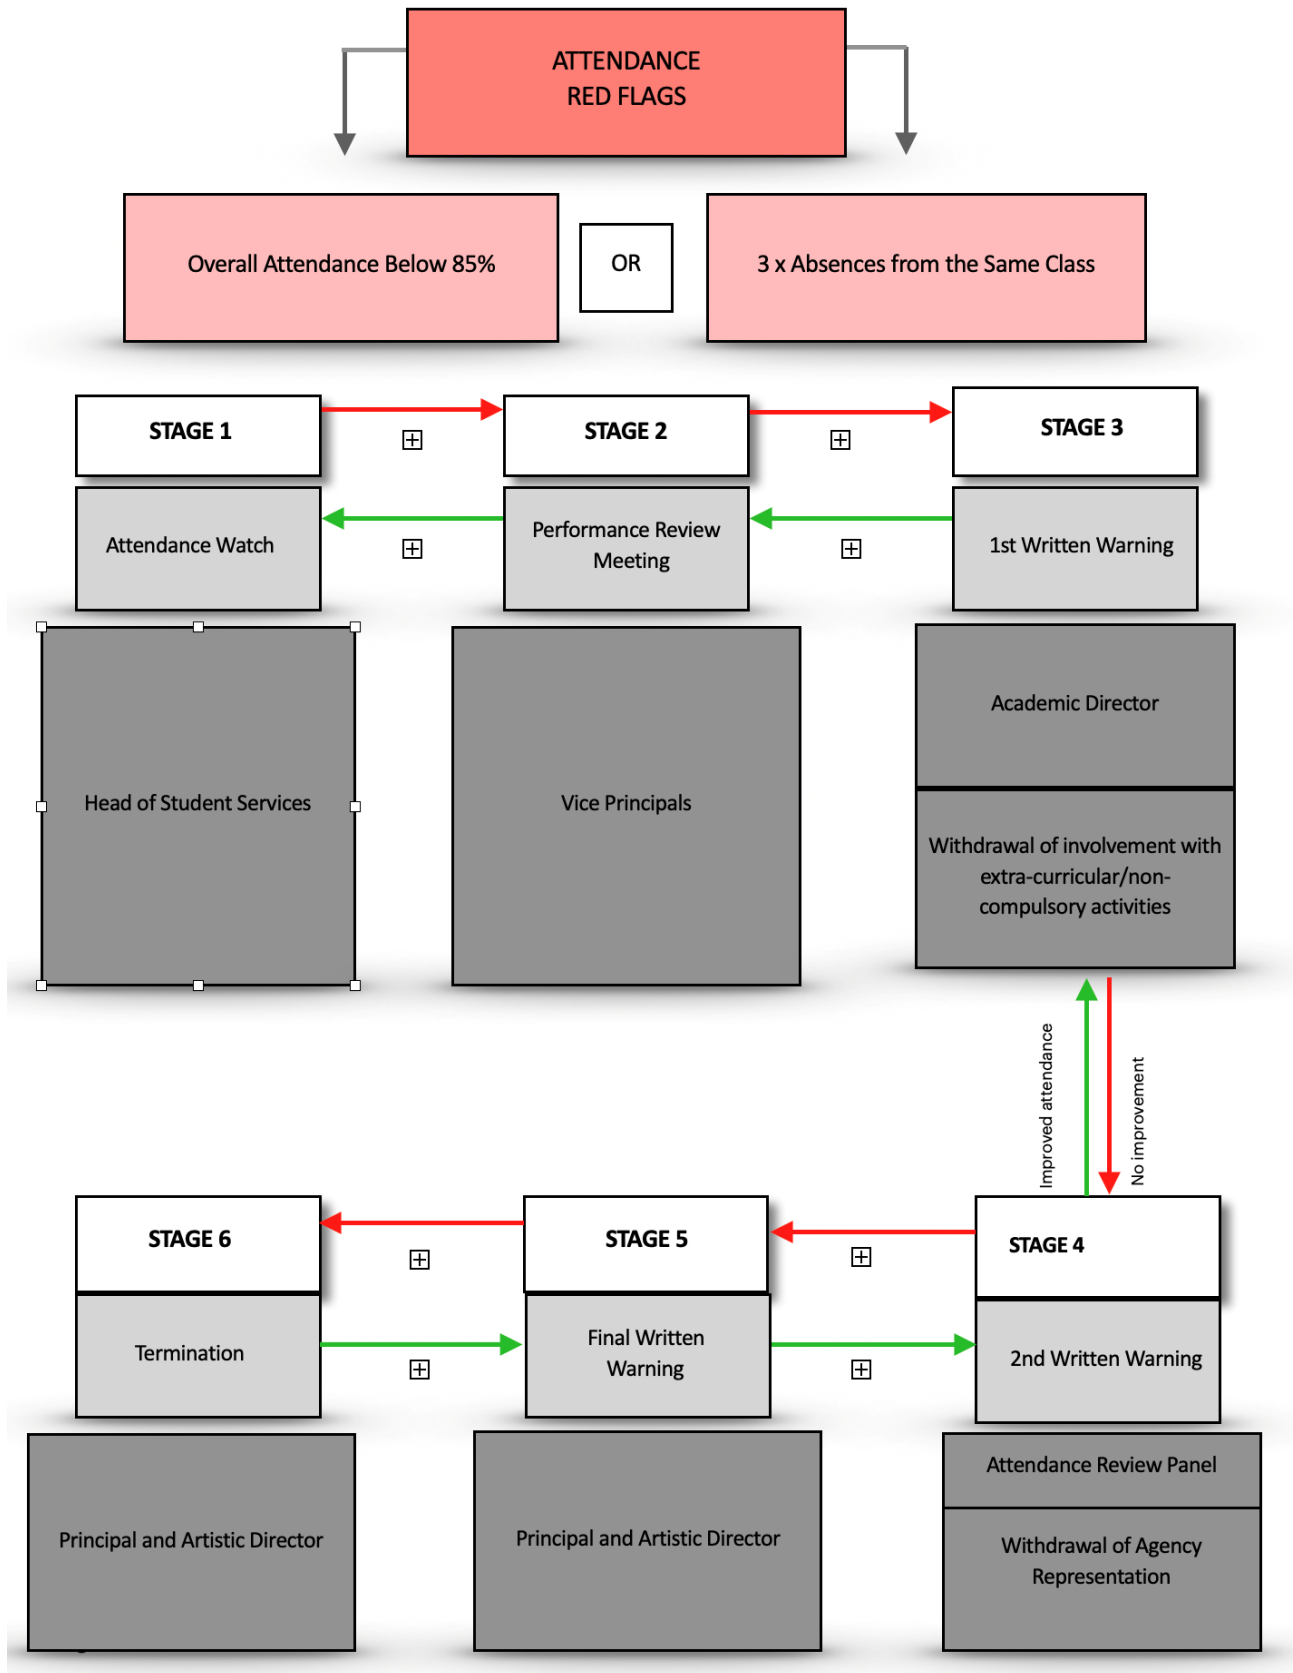 ATTENDANCE
RED FLAGS
Overall Attendance Below 85%
OR
3 x Absences from the Same Class
STAGE 1
STAGE 2
STAGE 3
Attendance Watch
Performance Review
Meeting
1st Written Warning
Head of Student Services
Vice Principals
Academic Director
Withdrawal of involvement with
extra-curricular/non-
compulsory activities
Improved attendance
No improvement
STAGE 6
STAGE 5
STAGE 4
Termination
Final Written
Warning
2nd Written Warning
Principal and Artistic Director
Principal and Artistic Director
Attendance Review Panel
Withdrawal of Agency
Representation